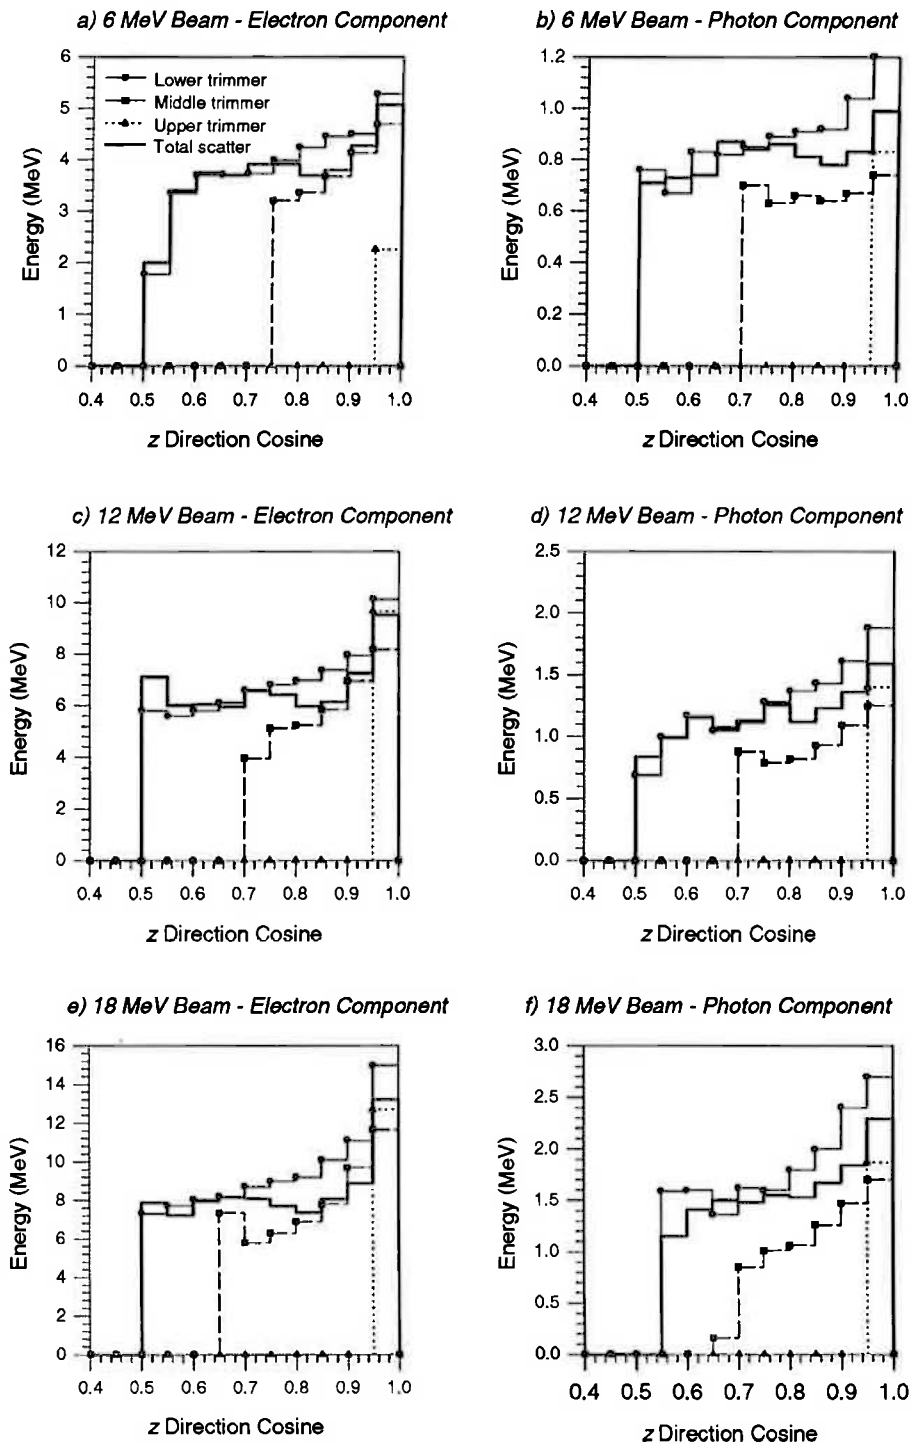 a) 6 MeV Beam - Electron Component
6
5
4
3
2
1
0
Energy (MeV)
Lower trimmer
Middle trimmer
Upper trimmer
Total scatter
0.4 0.5 0.6 0.7 0.8 0.9 1.0
z Direction Cosine
b) 6 MeV Beam - Photon Component
1.2
1.0
0.8
0.6
0.4
0.2
0.0
Energy (MeV)
0.4 0.5 0.6 0.7 0.8 0.9 1.0
z Direction Cosine
c) 12 MeV Beam - Electron Component
12
10
8
6
4
2
0
Energy (MeV)
0.4 0.5 0.6 0.7 0.8 0.9 1.0
z Direction Cosine
d) 12 MeV Beam - Photon Component
2.5
2.0
1.5
1.0
0.5
0.0
Energy (MeV)
0.4 0.5 0.6 0.7 0.8 0.9 1.0
z Direction Cosine
e) 18 MeV Beam - Electron Component
16
14
12
10
8
6
4
2
0
Energy (MeV)
0.4 0.5 0.6 0.7 0.8 0.9 1.0
z Direction Cosine
f) 18 MeV Beam - Photon Component
3.0
2.5
2.0
1.5
1.0
0.5
0.0
Energy (MeV)
0.4 0.5 0.6 0.7 0.8 0.9 1.0
z Direction Cosine